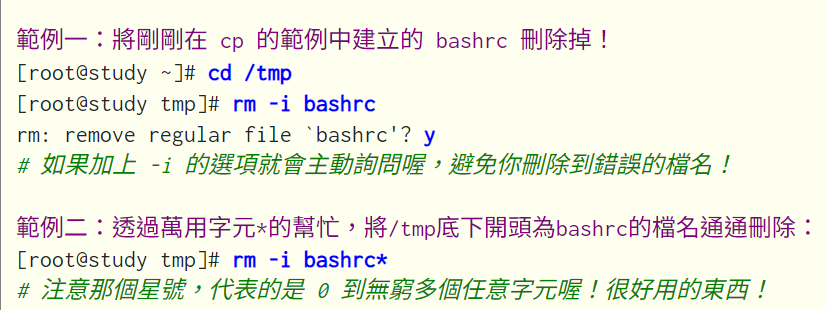 範例一：將剛剛在 cp 的範例中建立的 bashrc 刪除掉！
[root@study ~]# cd /tmp
[root@study tmp]# rm -i bashrc
rm: remove regular file `bashrc'? y
# 如果加上 -i 的選項就會主動詢問喔，避免你刪除到錯誤的檔名！
範例二：透過萬用字元*的幫忙，將/tmp底下開頭為bashrc的檔名通通刪除：
[root@study tmp]# rm -i bashrc*
# 注意那個星號，代表的是 0 到無窮多個任意字元喔！很好用的東西！